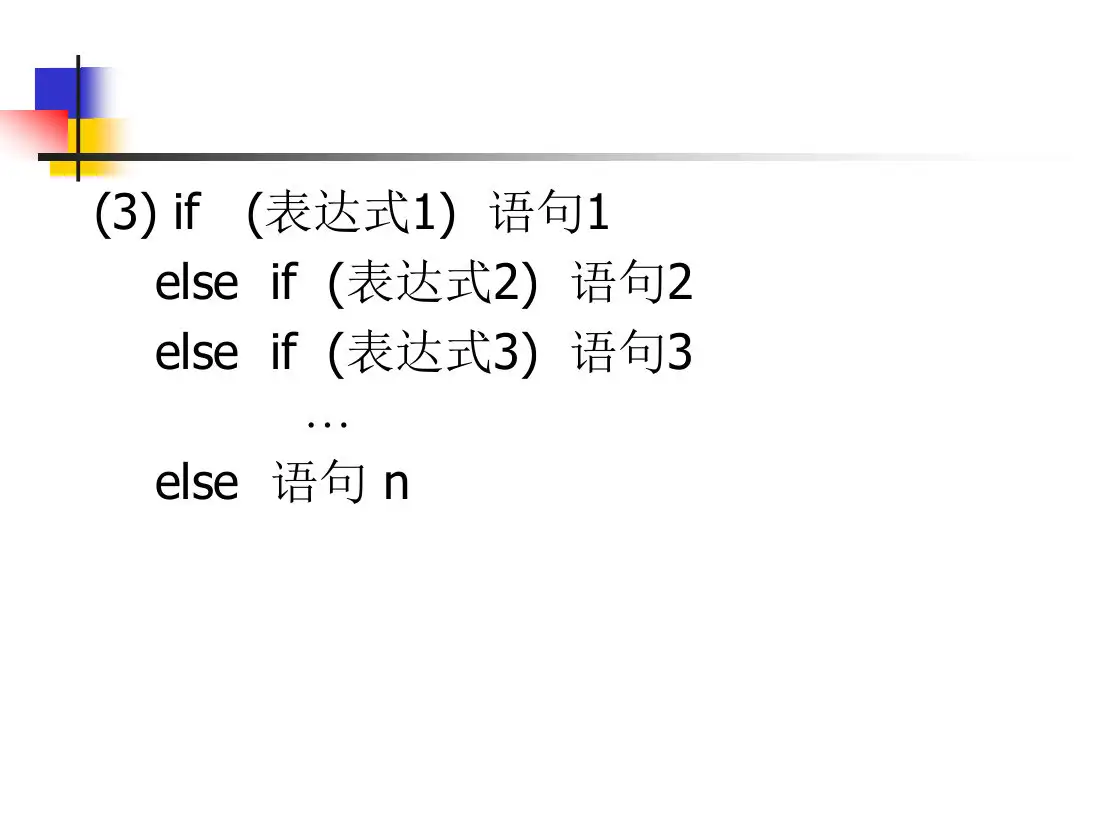 (3) if (表达式1) 语句1
else if (表达式2) 语句2
else if (表达式3) 语句3
…
else 语句 n